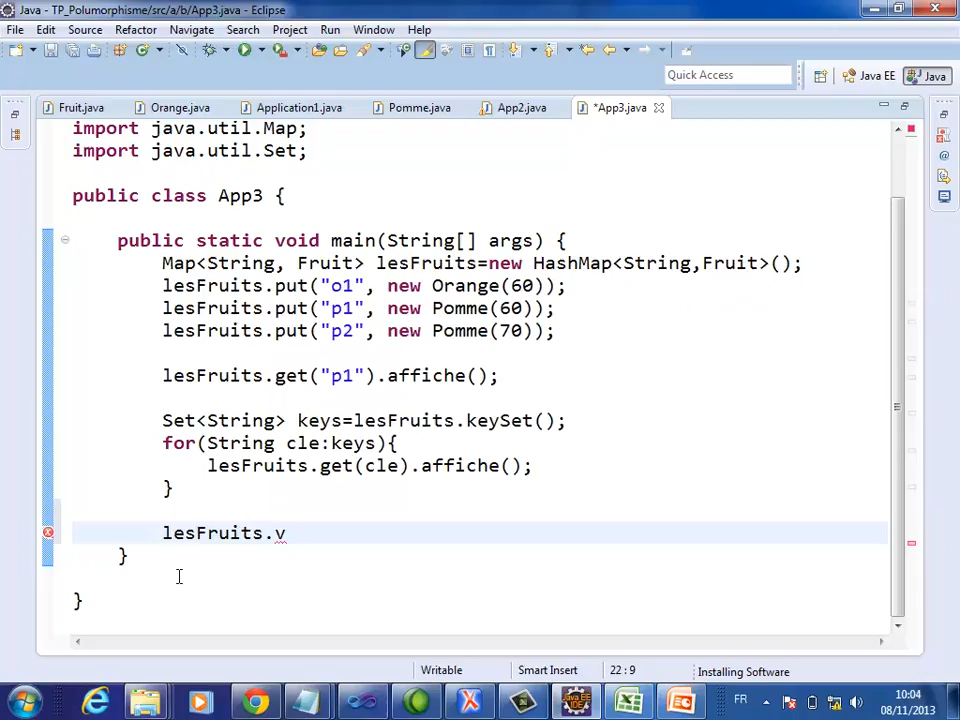 Java - TP_Polumorphisme/src/a/b/App3.java - Eclipse
File Edit Source Refactor Navigate Search Project Run Window Help
Quick Access Java EE Java
Fruit.java Orange.java Application1.java Pomme.java App2.java *App3.java
import java.util.Map;
import java.util.Set;
public class App3 {
public static void main(String[] args) {
Map<String, Fruit> lesFruits=new HashMap<String,Fruit>();
lesFruits.put("o1", new Orange(60));
lesFruits.put("p1", new Pomme(60));
lesFruits.put("p2", new Pomme(70));
lesFruits.get("p1").affiche();
Set<String> keys=lesFruits.keySet();
for(String cle:keys){
lesFruits.get(cle).affiche();
}
lesFruits.v
}
}
Writable Smart Insert 22 : 9 Installing Software
FR 10:04
08/11/2013